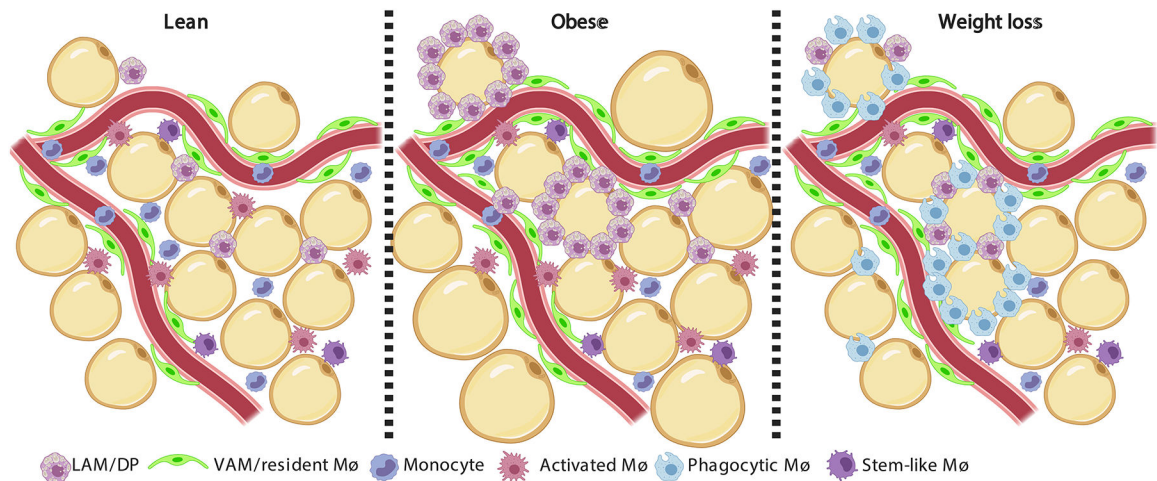 Lean
Obese
Weight loss
LAM/DP VAM/resident Mø Monocyte Activated Mø Phagocytic Mø Stem-like Mø